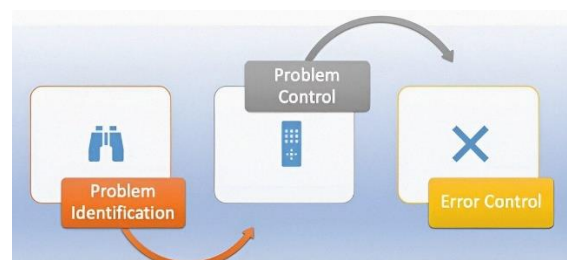 Problem
Identification
Problem
Control
Error Control